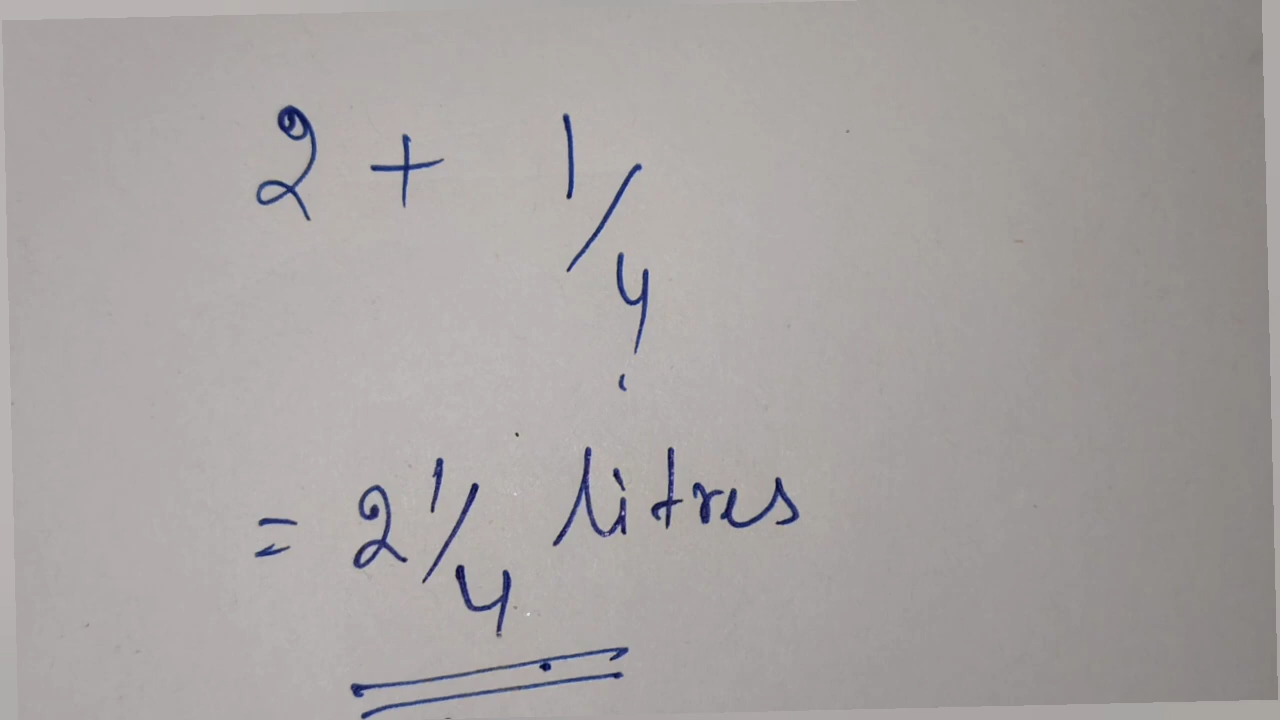 2 + 1/4
= 2 1/4 litres